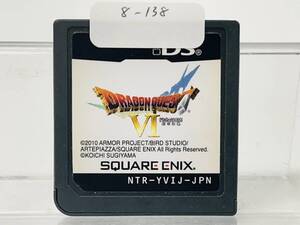 8-138
DS
DRAGON QUEST
VI
©2010 ARMOR PROJECT/BIRD STUDIO/
ARTEPIAZZA/SQUARE ENIX All Rights Reserved.
©KOICHI SUGIYAMA
SQUARE ENIX
NTR-YVIJ-JPN